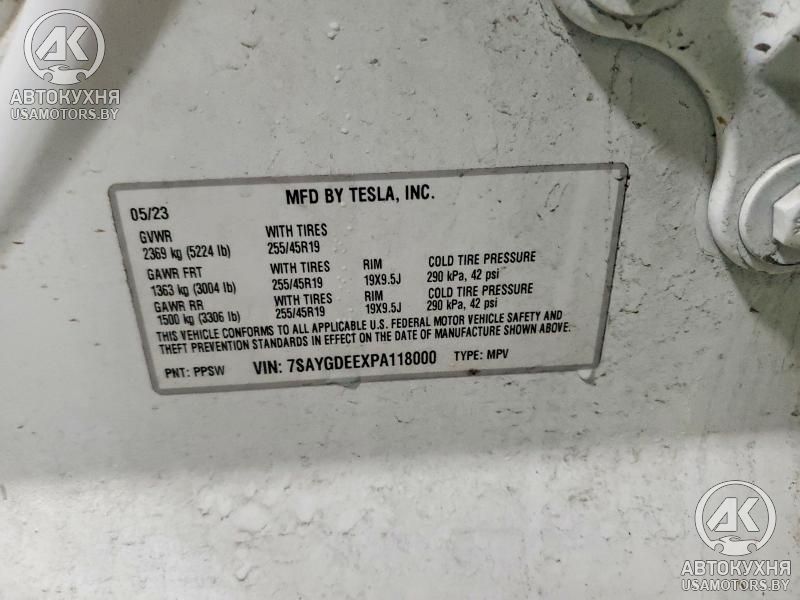 AK
АВТОКУХНЯ
USAMOTORS.BY
MFD BY TESLA, INC.
05/23
GVWR WITH TIRES
2369 kg (5224 lb) 255/45R19
GAWR FRT WITH TIRES RIM COLD TIRE PRESSURE
1363 kg (3004 lb) 255/45R19 19X9.5J 290 kPa, 42 psi
GAWR RR WITH TIRES RIM COLD TIRE PRESSURE
1500 kg (3306 lb) 255/45R19 19X9.5J 290 kPa, 42 psi
THIS VEHICLE CONFORMS TO ALL APPLICABLE U.S. FEDERAL MOTOR VEHICLE SAFETY AND
THEFT PREVENTION STANDARDS IN EFFECT ON THE DATE OF MANUFACTURE SHOWN ABOVE.
PNT: PPSW VIN: 7SAYGDEEXPA118000 TYPE: MPV
AK
АВТОКУХНЯ
USAMOTORS.BY